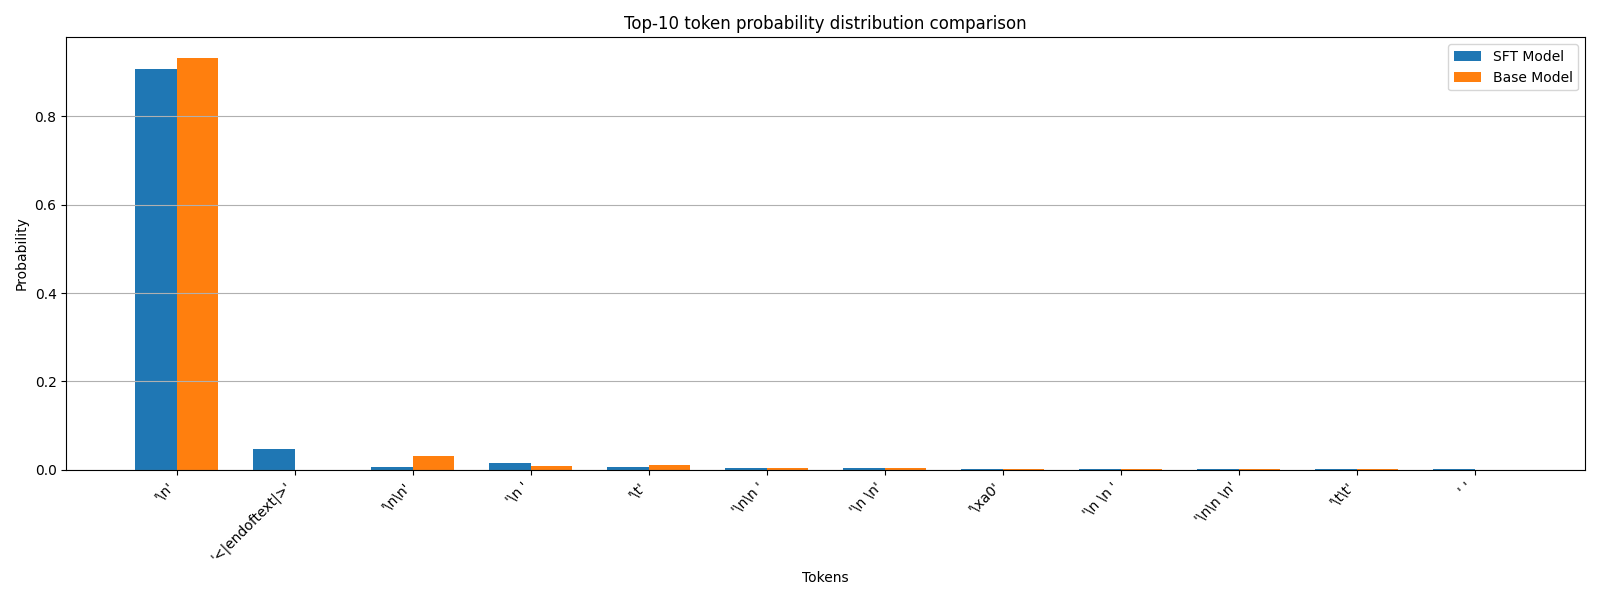 Top-10 token probability distribution comparison
SFT Model
Base Model
Probability
0.8
0.6
0.4
0.2
0.0
'\n'
'<|endoftext|>'
'\n\n'
'\n '
'\t'
'\n\n '
'\n \n'
'\xa0'
'\n \n '
'\n\n \n'
'\t\t'
' '
Tokens